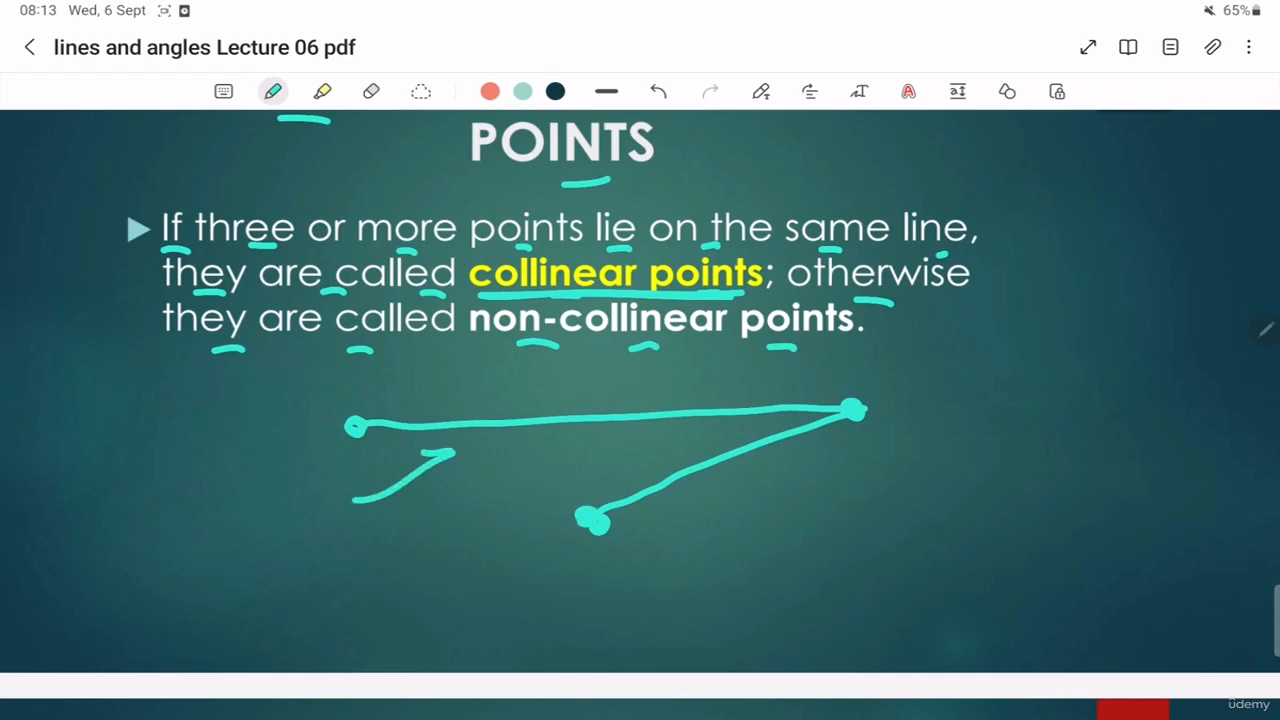 08:13 Wed, 6 Sept 65%
lines and angles Lecture 06 pdf
POINTS
If three or more points lie on the same line,
they are called collinear points; otherwise
they are called non-collinear points.
ûdemy